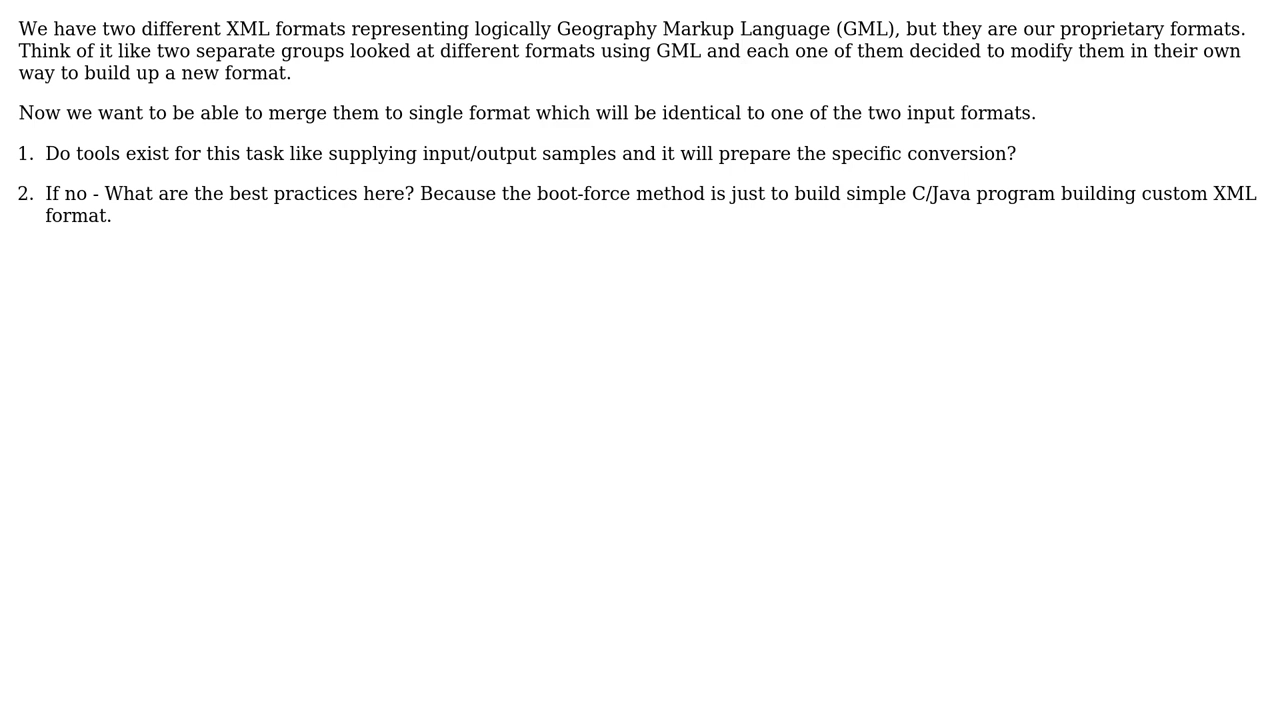 We have two different XML formats representing logically Geography Markup Language (GML), but they are our proprietary formats.
Think of it like two separate groups looked at different formats using GML and each one of them decided to modify them in their own
way to build up a new format.
Now we want to be able to merge them to single format which will be identical to one of the two input formats.
1. Do tools exist for this task like supplying input/output samples and it will prepare the specific conversion?
2. If no - What are the best practices here? Because the boot-force method is just to build simple C/Java program building custom XML
format.